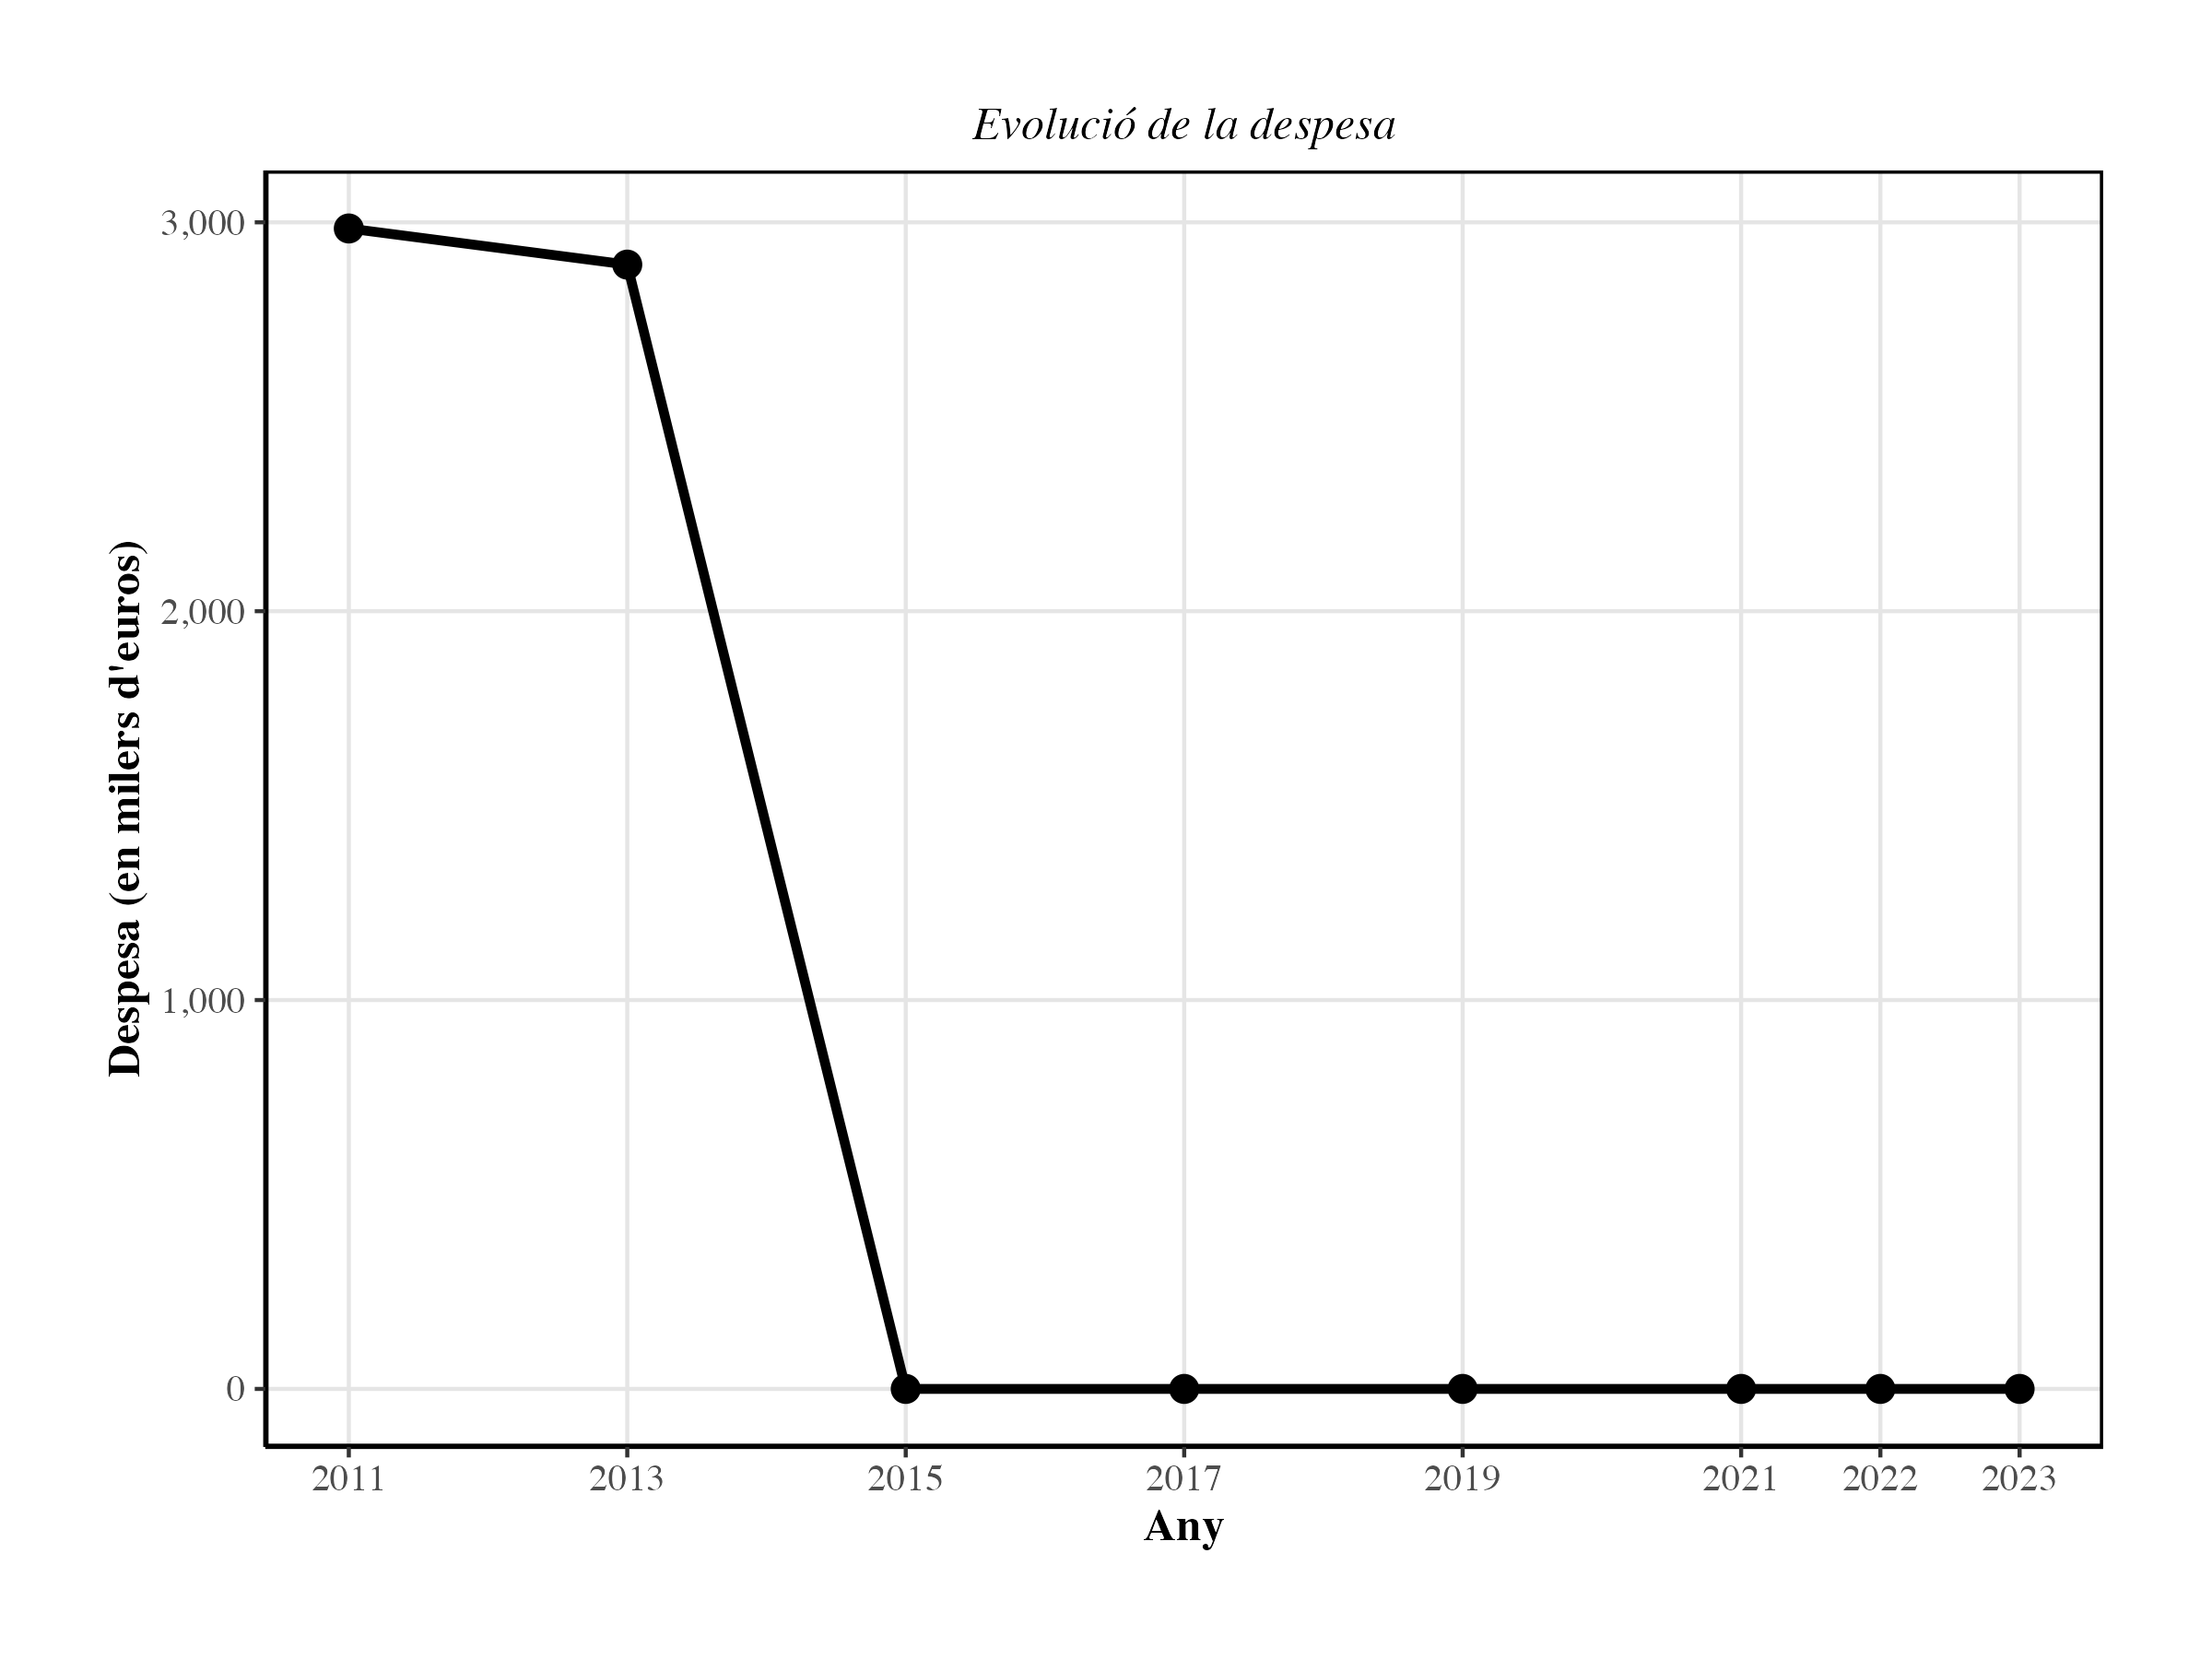 Evolució de la despesa
Despesa (en milers d'euros)
3,000
2,000
1,000
0
2011 2013 2015 2017 2019 2021 2022 2023
Any